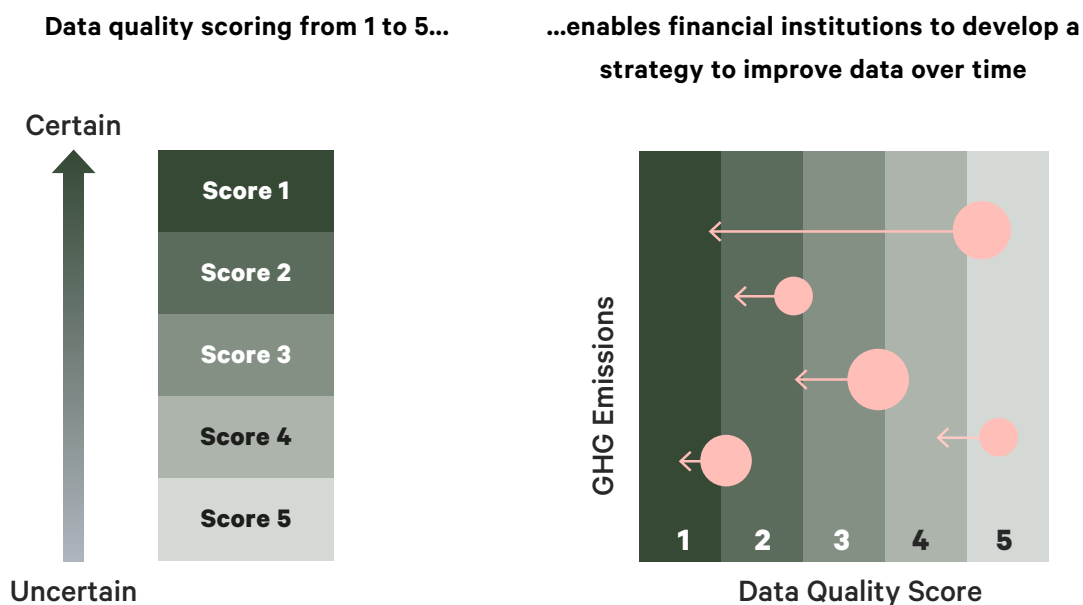 Data quality scoring from 1 to 5...
Certain
Score 1
Score 2
Score 3
Score 4
Score 5
Uncertain
...enables financial institutions to develop a
strategy to improve data over time
GHG Emissions
1 2 3 4 5
Data Quality Score